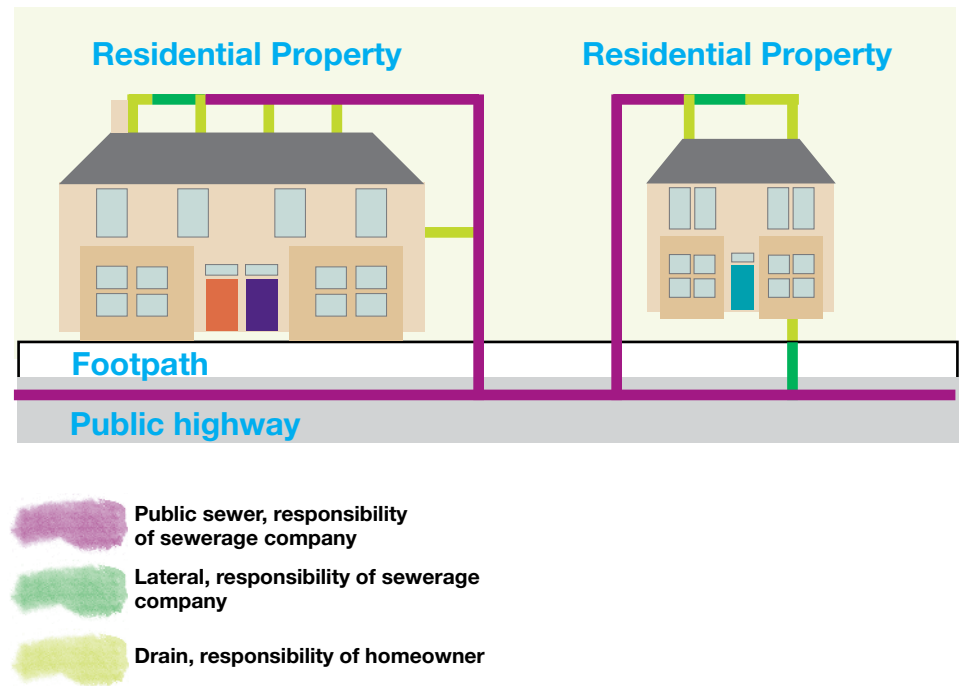 Residential Property
Residential Property
Footpath
Public highway
Public sewer, responsibility
of sewerage company
Lateral, responsibility of sewerage
company
Drain, responsibility of homeowner